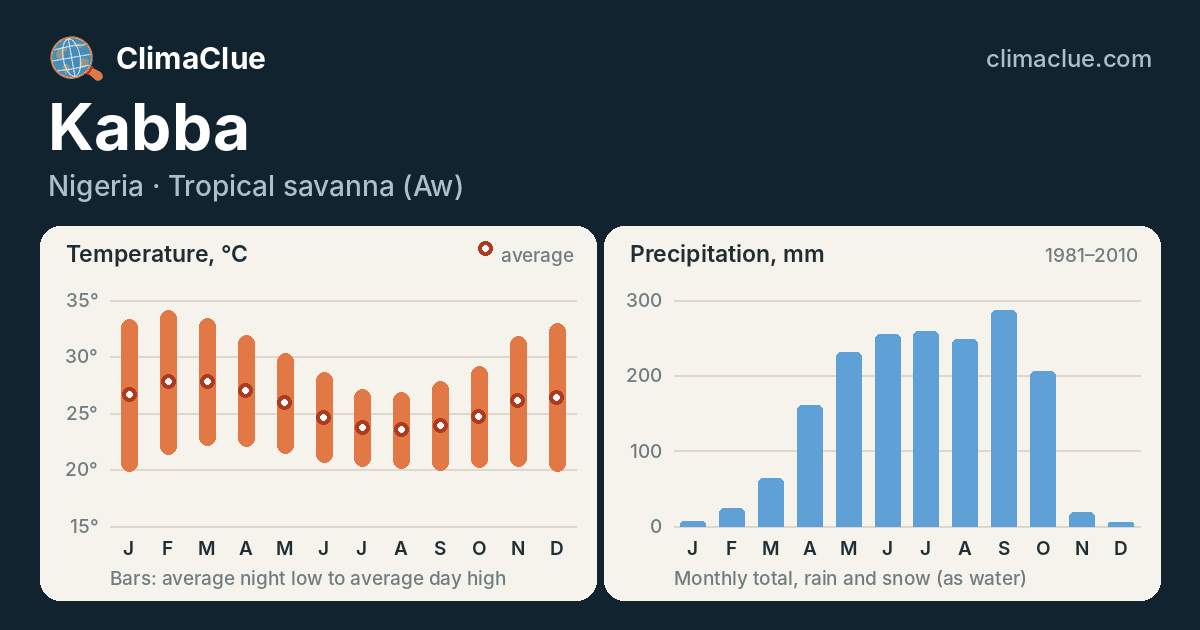 ClimaClue
climaclue.com
Kabba
Nigeria · Tropical savanna (Aw)
Temperature, °C
average
35°
30°
25°
20°
15°
J F M A M J J A S O N D
Bars: average night low to average day high
Precipitation, mm
1981–2010
300
200
100
0
J F M A M J J A S O N D
Monthly total, rain and snow (as water)